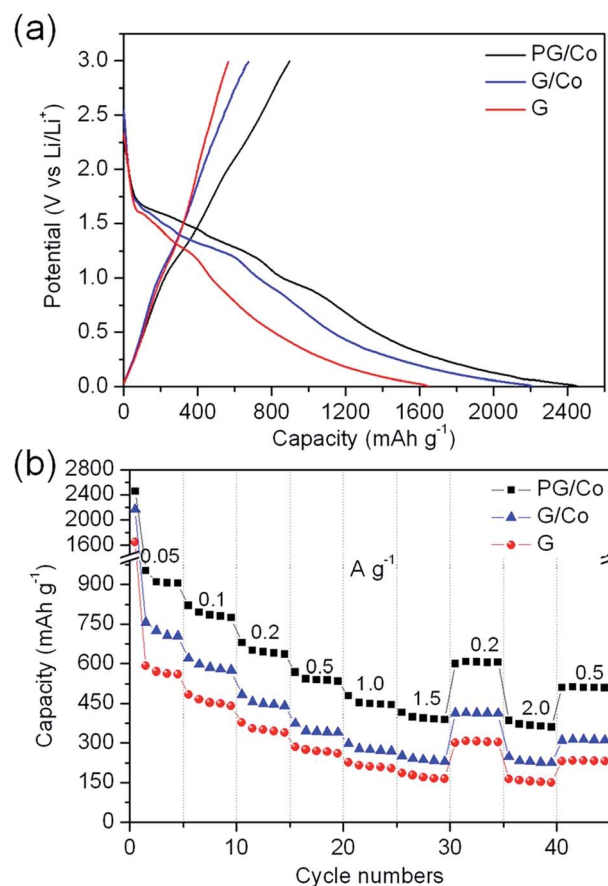 (a)
3.0
2.5
2.0
1.5
1.0
0.5
0.0
Potential (V vs Li/Li⁺)
PG/Co
G/Co
G
0 400 800 1200 1600 2000 2400
Capacity (mAh g⁻¹)
(b)
2800
2400
2000
1600
900
750
600
450
300
150
0
Capacity (mAh g⁻¹)
PG/Co
G/Co
G
A g⁻¹
0.05
0.1
0.2
0.5
1.0
1.5
0.2
2.0
0.5
0 10 20 30 40
Cycle numbers